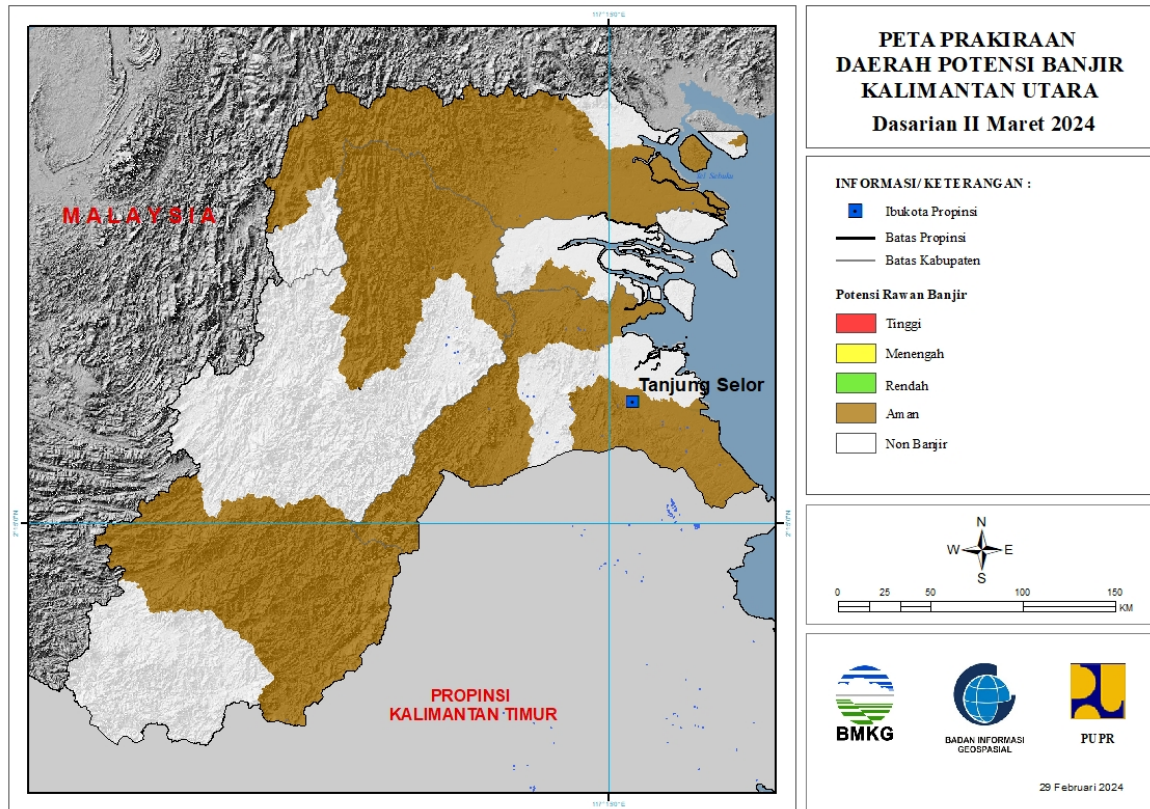 PETA PRAKIRAAN
DAERAH POTENSI BANJIR
KALIMANTAN UTARA
Dasarian II Maret 2024
INFORMASI/ KETERANGAN :
Ibukota Propinsi
Batas Propinsi
Batas Kabupaten
Potensi Rawan Banjir
Tinggi
Menengah
Rendah
Aman
Non Banjir
MALAYSIA
Tanjung Selor
PROPINSI
KALIMANTAN TIMUR
N
W E
S
0 25 50 100 150
KM
BMKG
BADAN INFORMASI
GEOSPASIAL
PUPR
29 Februari 2024